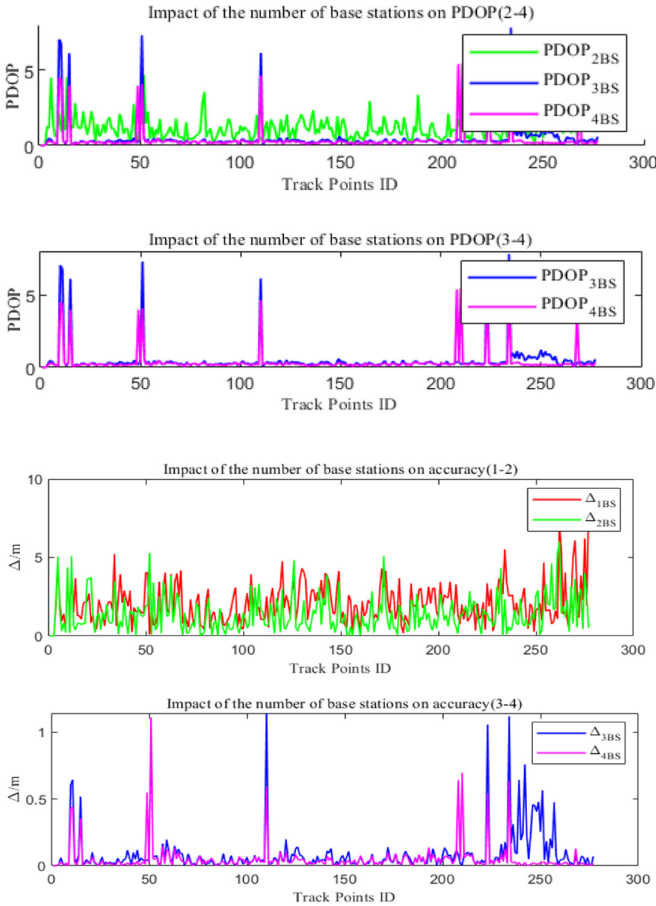 Impact of the number of base stations on PDOP(2-4)
PDOP
5
0
PDOP2BS
PDOP3BS
PDOP4BS
0 50 100 150 200 250 300
Track Points ID
Impact of the number of base stations on PDOP(3-4)
PDOP
5
0
PDOP3BS
PDOP4BS
0 50 100 150 200 250 300
Track Points ID
Impact of the number of base stations on accuracy(1-2)
Δ/m
10
5
0
Δ1BS
Δ2BS
0 50 100 150 200 250 300
Track Points ID
Impact of the number of base stations on accuracy(3-4)
Δ/m
1
0.5
0
Δ3BS
Δ4BS
0 50 100 150 200 250 300
Track Points ID